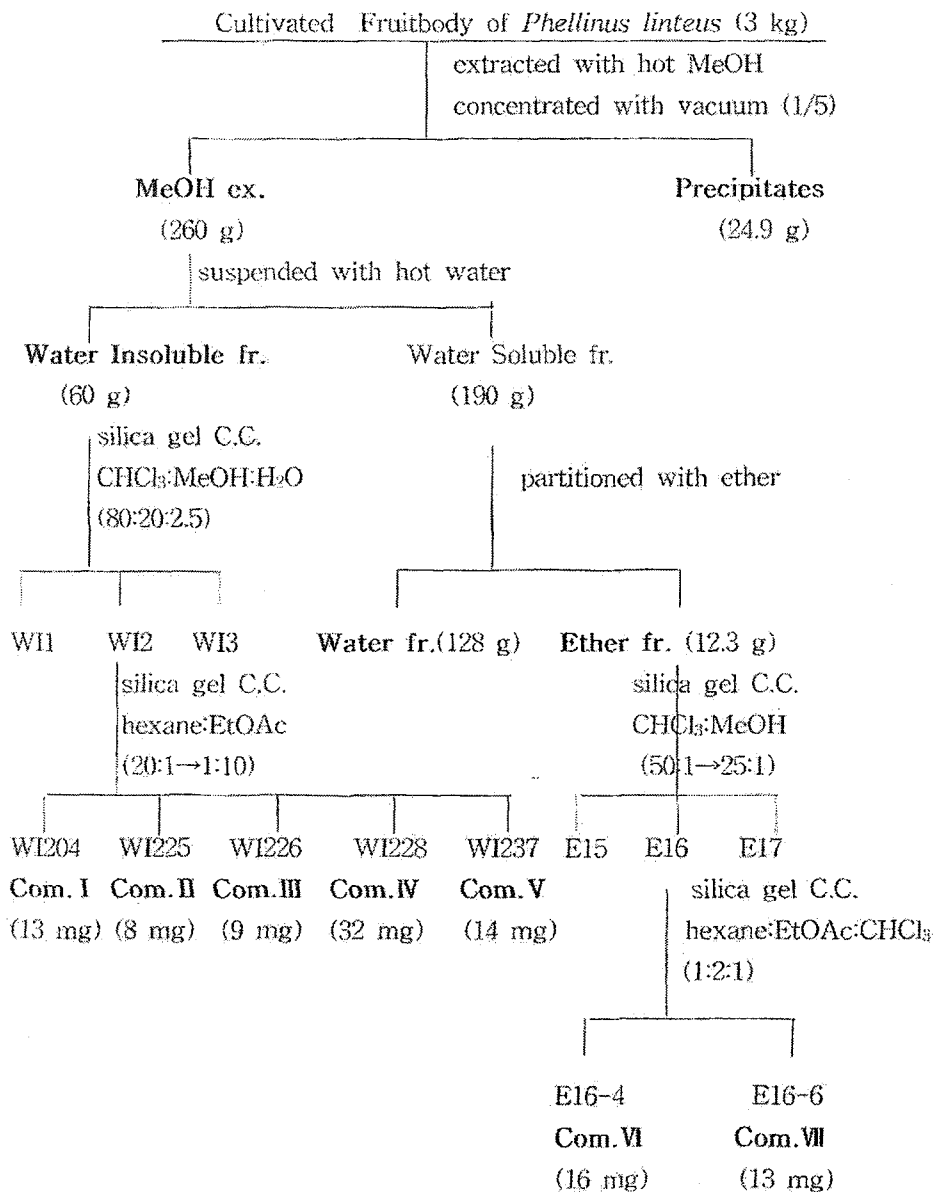 Cultivated Fruitbody of Phellinus linteus (3 kg)
extracted with hot MeOH
concentrated with vacuum (1/5)
MeOH ex. Precipitates
(260 g) (24.9 g)
suspended with hot water
Water Insoluble fr. Water Soluble fr.
(60 g) (190 g)
silica gel C.C.
CHCl₃:MeOH:H₂O partitioned with ether
(80:20:2.5)
WI1 WI2 WI3 Water fr.(128 g) Ether fr. (12.3 g)
silica gel C.C. silica gel C.C.
hexane:EtOAc CHCl₃:MeOH
(20:1→1:10) (50:1→25:1)
WI204 WI225 WI226 WI228 WI237 E15 E16 E17
Com. I Com. II Com. III Com. IV Com. V silica gel C.C.
(13 mg) (8 mg) (9 mg) (32 mg) (14 mg) hexane:EtOAc:CHCl₃
(1:2:1)
E16-4 E16-6
Com. VI Com. VII
(16 mg) (13 mg)